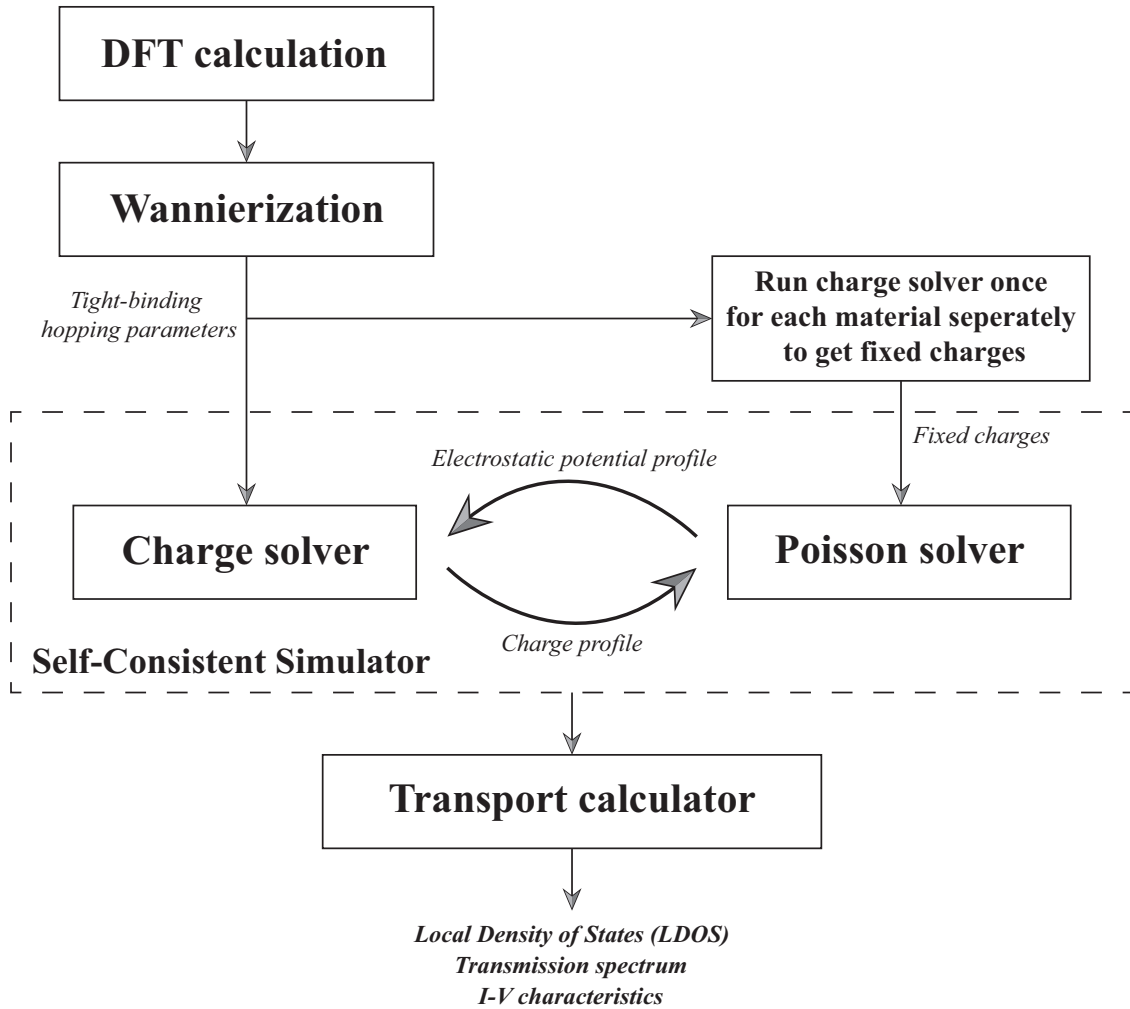 DFT calculation
Wannierization
Tight-binding
hopping parameters
Run charge solver once
for each material seperately
to get fixed charges
Fixed charges
Electrostatic potential profile
Charge solver
Poisson solver
Charge profile
Self-Consistent Simulator
Transport calculator
Local Density of States (LDOS)
Transmission spectrum
I-V characteristics